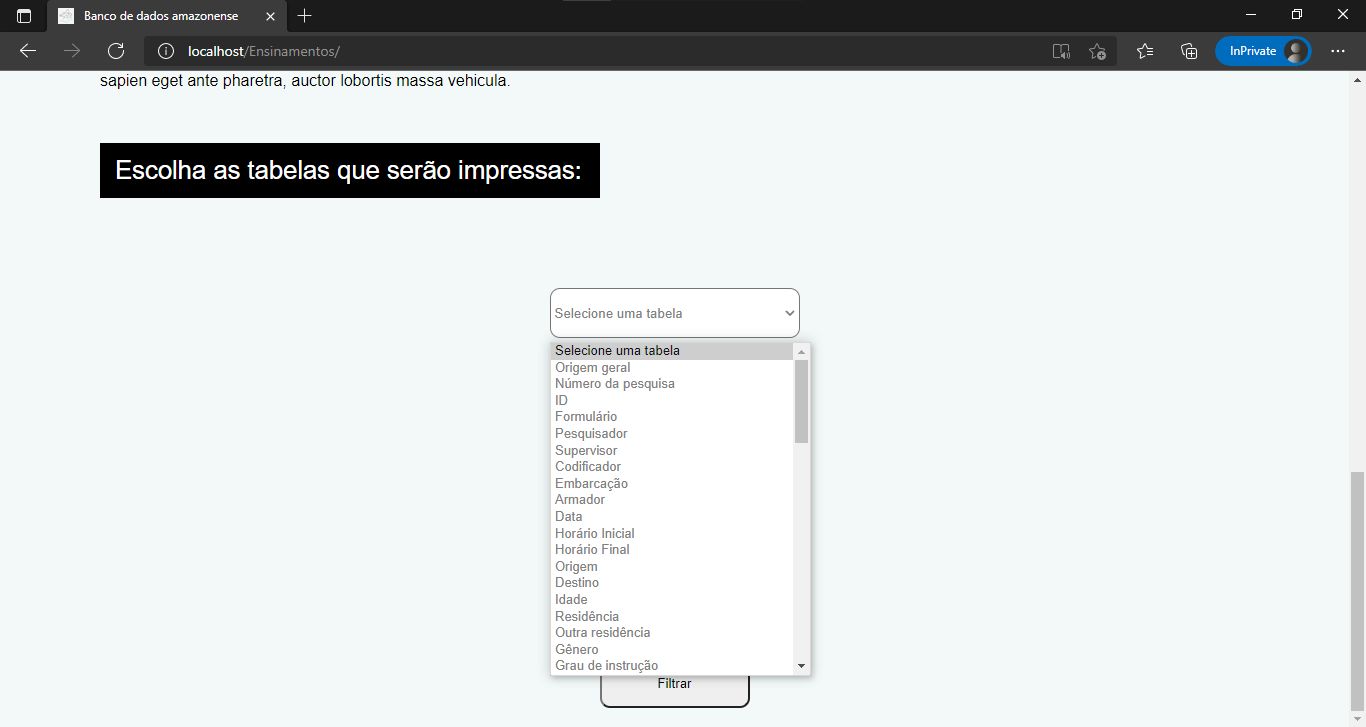 Banco de dados amazonense
localhost/Ensinamentos/
InPrivate
sapien eget ante pharetra, auctor lobortis massa vehicula.
Escolha as tabelas que serão impressas:
Selecione uma tabela
Selecione uma tabela
Origem geral
Número da pesquisa
ID
Formulário
Pesquisador
Supervisor
Codificador
Embarcação
Armador
Data
Horário Inicial
Horário Final
Origem
Destino
Idade
Residência
Outra residência
Gênero
Grau de instrução
Filtrar